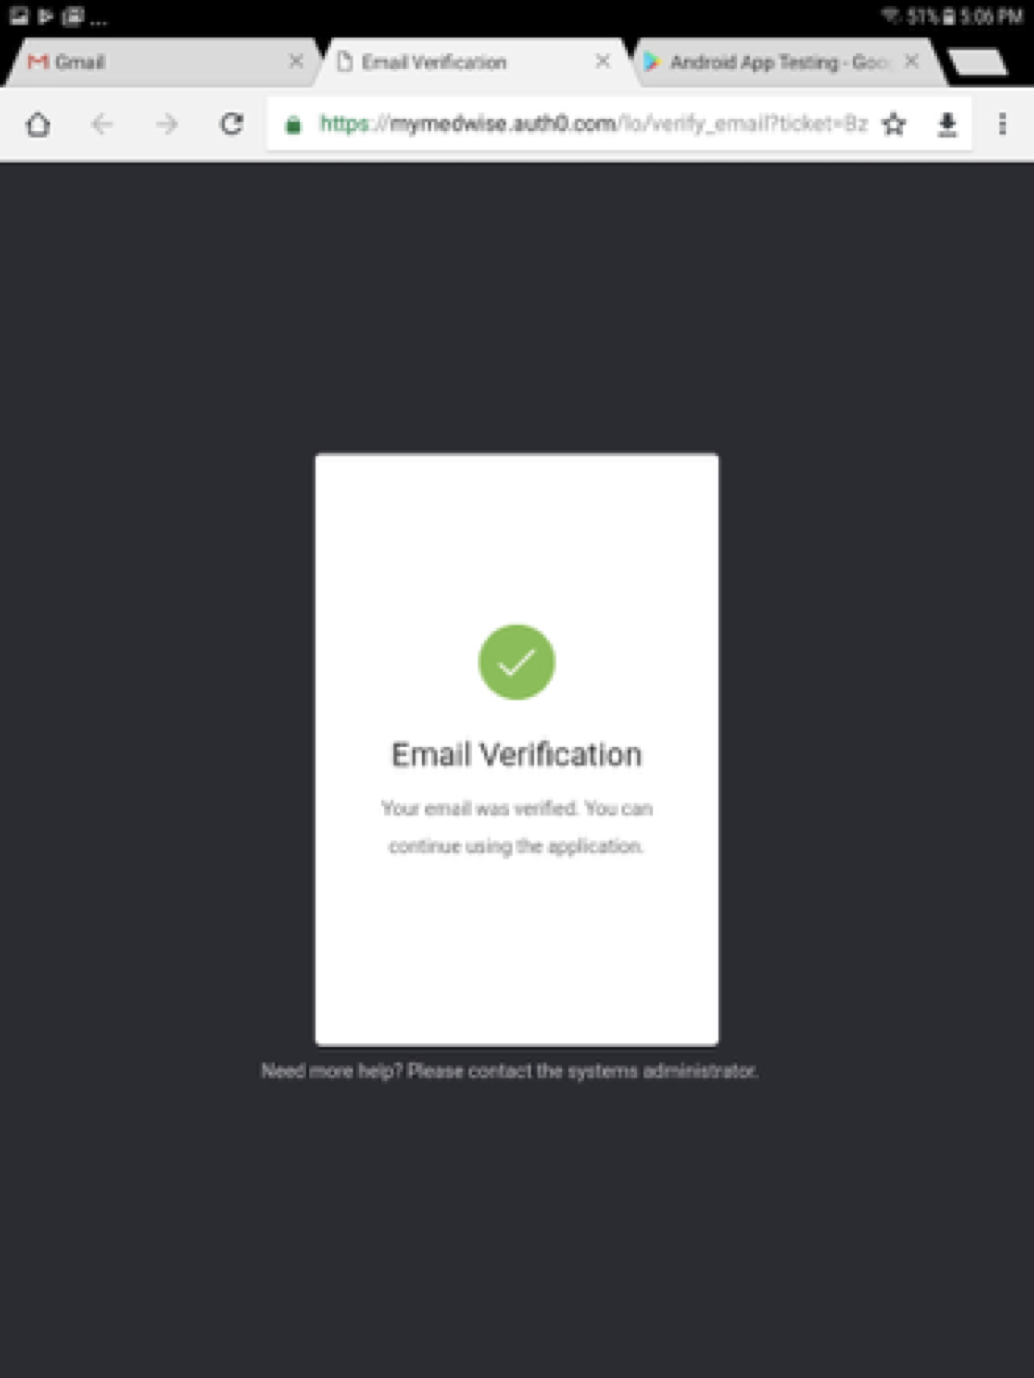 ... 51% 5:06 PM
Gmail
Email Verification
Android App Testing - Goo
https://mymedwise.auth0.com/lo/verify_email?ticket=Bz
Email Verification
Your email was verified. You can
continue using the application.
Need more help? Please contact the systems administrator.